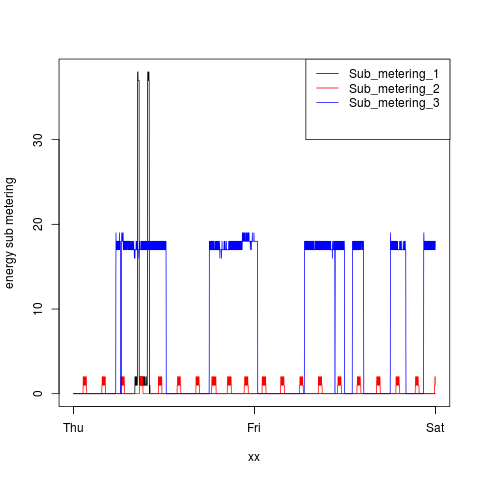 Sub_metering_1
Sub_metering_2
Sub_metering_3
energy sub metering
30
20
10
0
Thu Fri Sat
xx